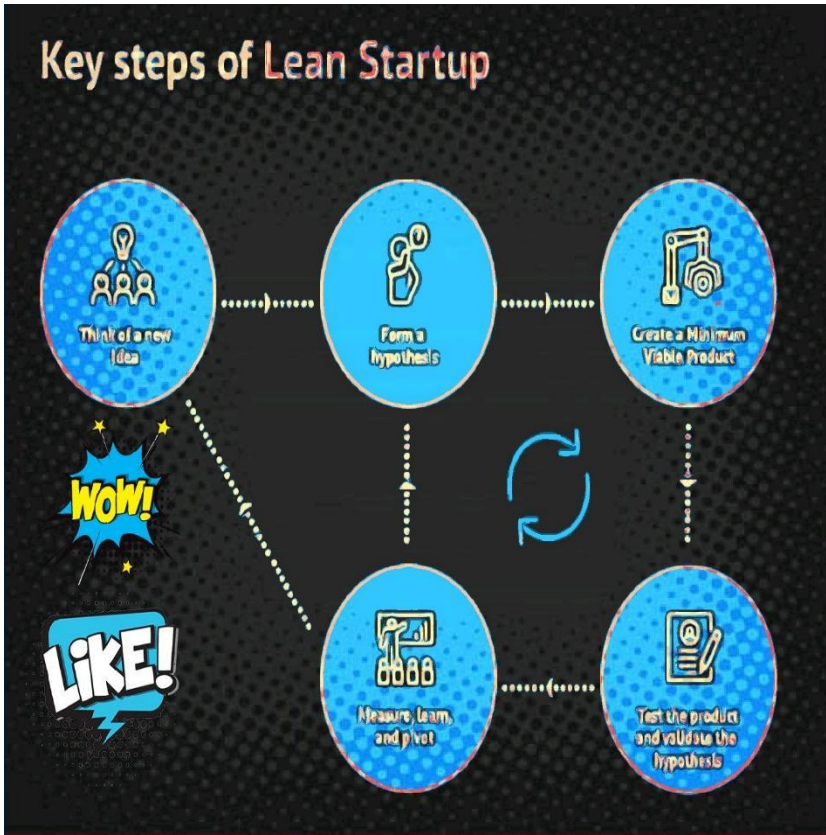 Key steps of Lean Startup
Think of a new
Idea
Form a
hypothesis
Create a Minimum
Viable Product
WOW!
LiKE!
Measure, learn,
and pivot
Test the product
and validate the
hypothesis